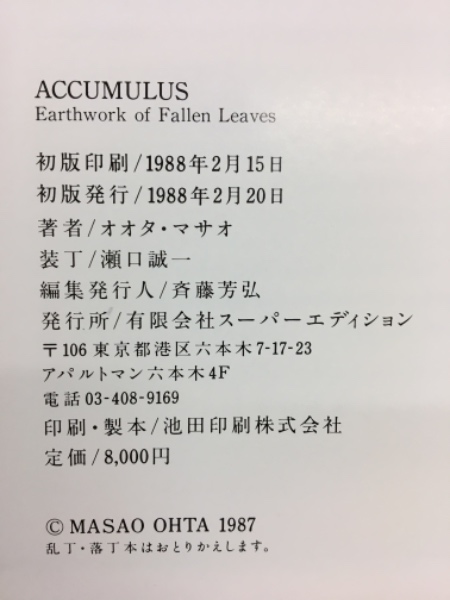 ACCUMULUS
Earthwork of Fallen Leaves
初版印刷/1988年2月15日
初版発行/1988年2月20日
著者/オオタ・マサオ
装丁/瀬口誠一
編集発行人/斉藤芳弘
発行所/有限会社スーパーエディション
〒106 東京都港区六本木7-17-23
アパルトマン六本木4F
電話03-408-9169
印刷・製本/池田印刷株式会社
定価/8,000円
© MASAO OHTA 1987
乱丁・落丁本はおとりかえします。